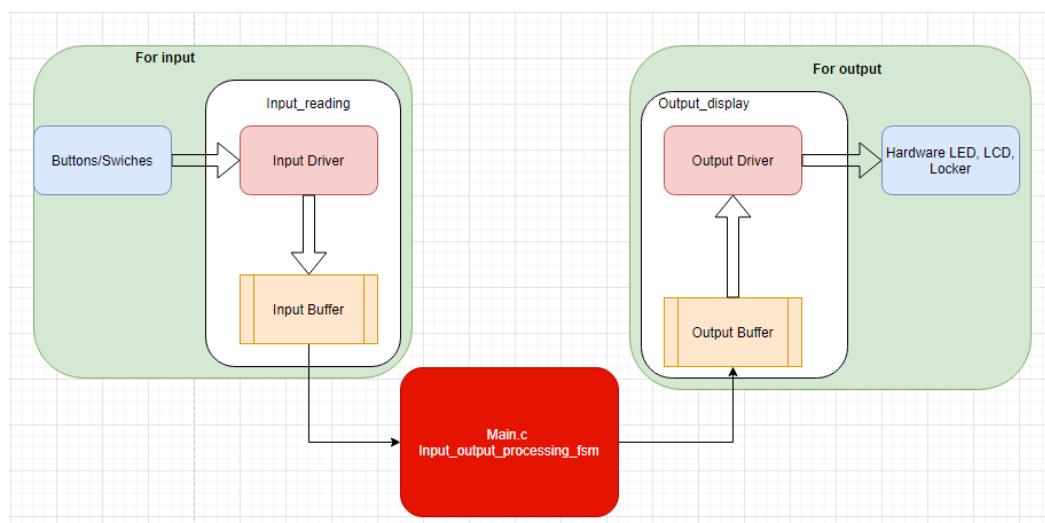 For input
Input_reading
Buttons/Swiches
Input Driver
Input Buffer
Main.c
Input_output_processing_fsm
For output
Output_display
Output Driver
Hardware LED, LCD,
Locker
Output Buffer